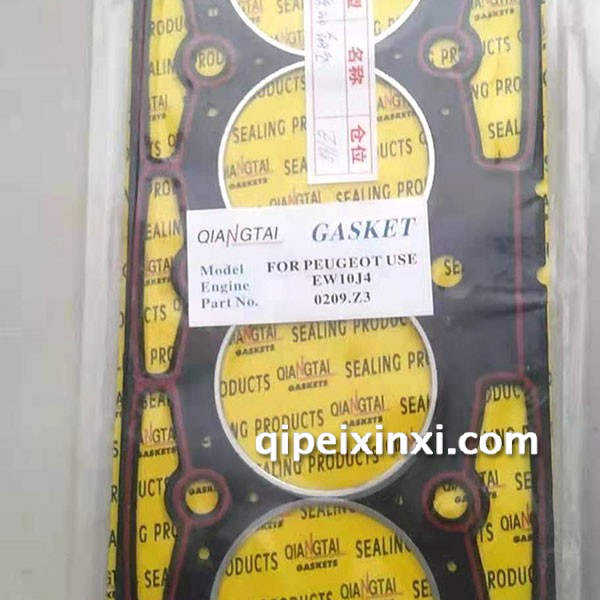 名称
仓位
QIANGTAI GASKET
Model FOR PEUGEOT USE
Engine EW10J4
Part No. 0209.Z3
SEALING PRODUCTS QIANGTAI GASKETS
qipeixinxi.com